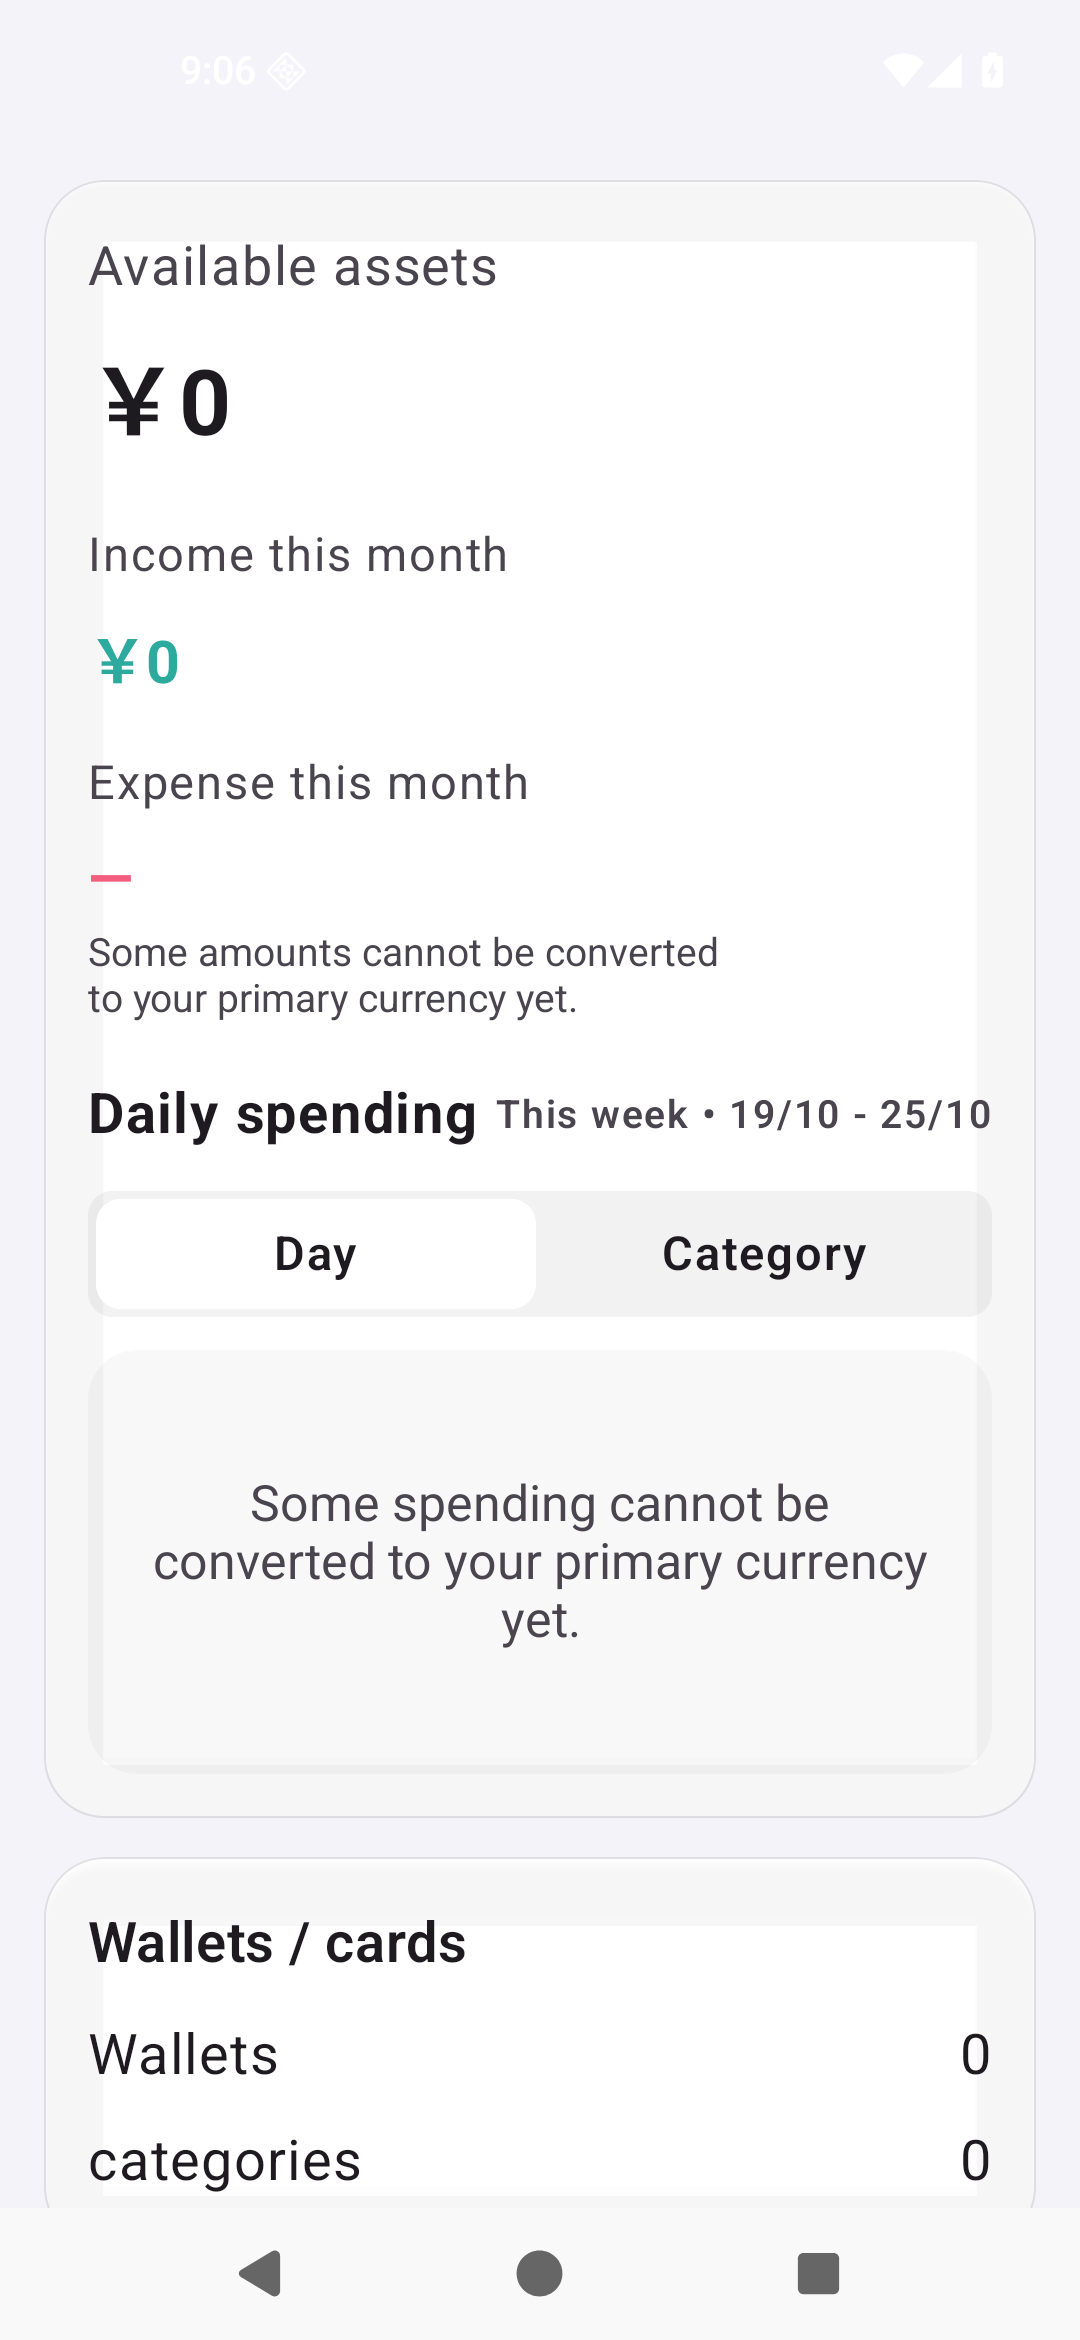 9:06
Available assets
¥0
Income this month
¥0
Expense this month
—
Some amounts cannot be converted
to your primary currency yet.
Daily spending This week • 19/10 - 25/10
Day Category
Some spending cannot be
converted to your primary currency
yet.
Wallets / cards
Wallets 0
categories 0